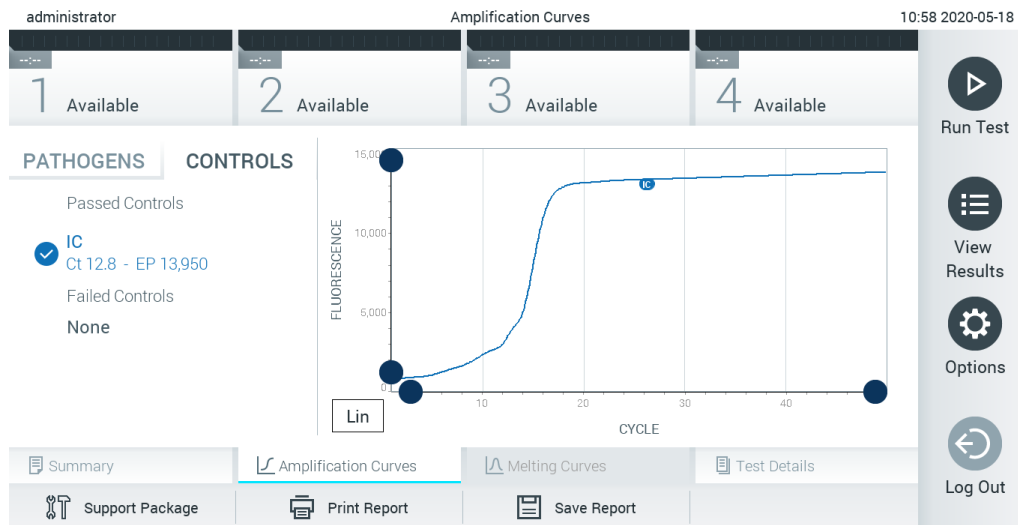 administrator
Amplification Curves
10:58 2020-05-18
--:--
1 Available
--:--
2 Available
--:--
3 Available
--:--
4 Available
Run Test
View
Results
Options
Log Out
PATHOGENS
CONTROLS
Passed Controls
IC
Ct 12.8 - EP 13,950
Failed Controls
None
FLUORESCENCE
15,00
10,000
5,000
0
IC
10
20
30
40
CYCLE
Lin
Summary
Amplification Curves
Melting Curves
Test Details
Support Package
Print Report
Save Report